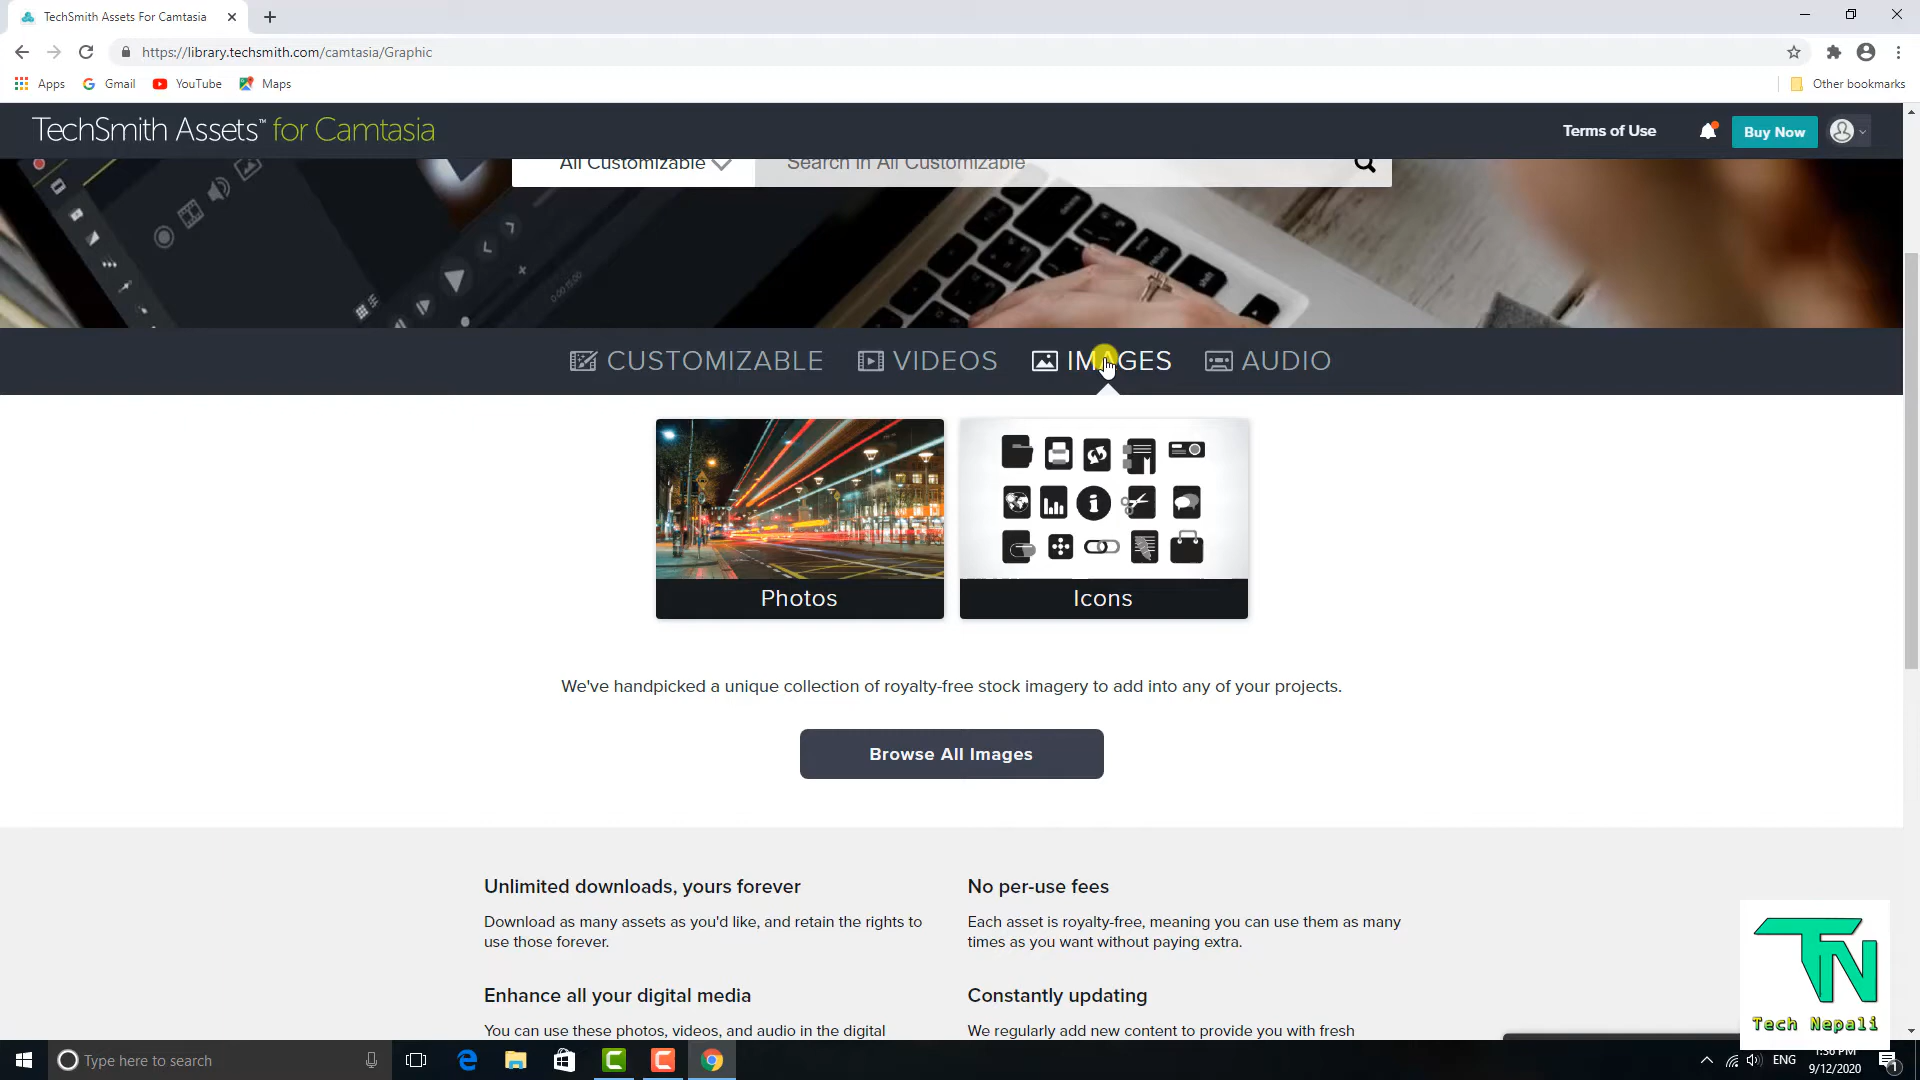 TechSmith Assets For Camtasia
https://library.techsmith.com/camtasia/Graphic
Apps Gmail YouTube Maps Other bookmarks
TechSmith Assets™ for Camtasia Terms of Use Buy Now
All Customizable Search in All Customizable
CUSTOMIZABLE VIDEOS IMAGES AUDIO
Photos Icons
We've handpicked a unique collection of royalty-free stock imagery to add into any of your projects.
Browse All Images
Unlimited downloads, yours forever
Download as many assets as you'd like, and retain the rights to
use those forever.
No per-use fees
Each asset is royalty-free, meaning you can use them as many
times as you want without paying extra.
Enhance all your digital media
You can use these photos, videos, and audio in the digital
Constantly updating
We regularly add new content to provide you with fresh
Tech Nepali
Type here to search
ENG
1:36 PM
9/12/2020
1